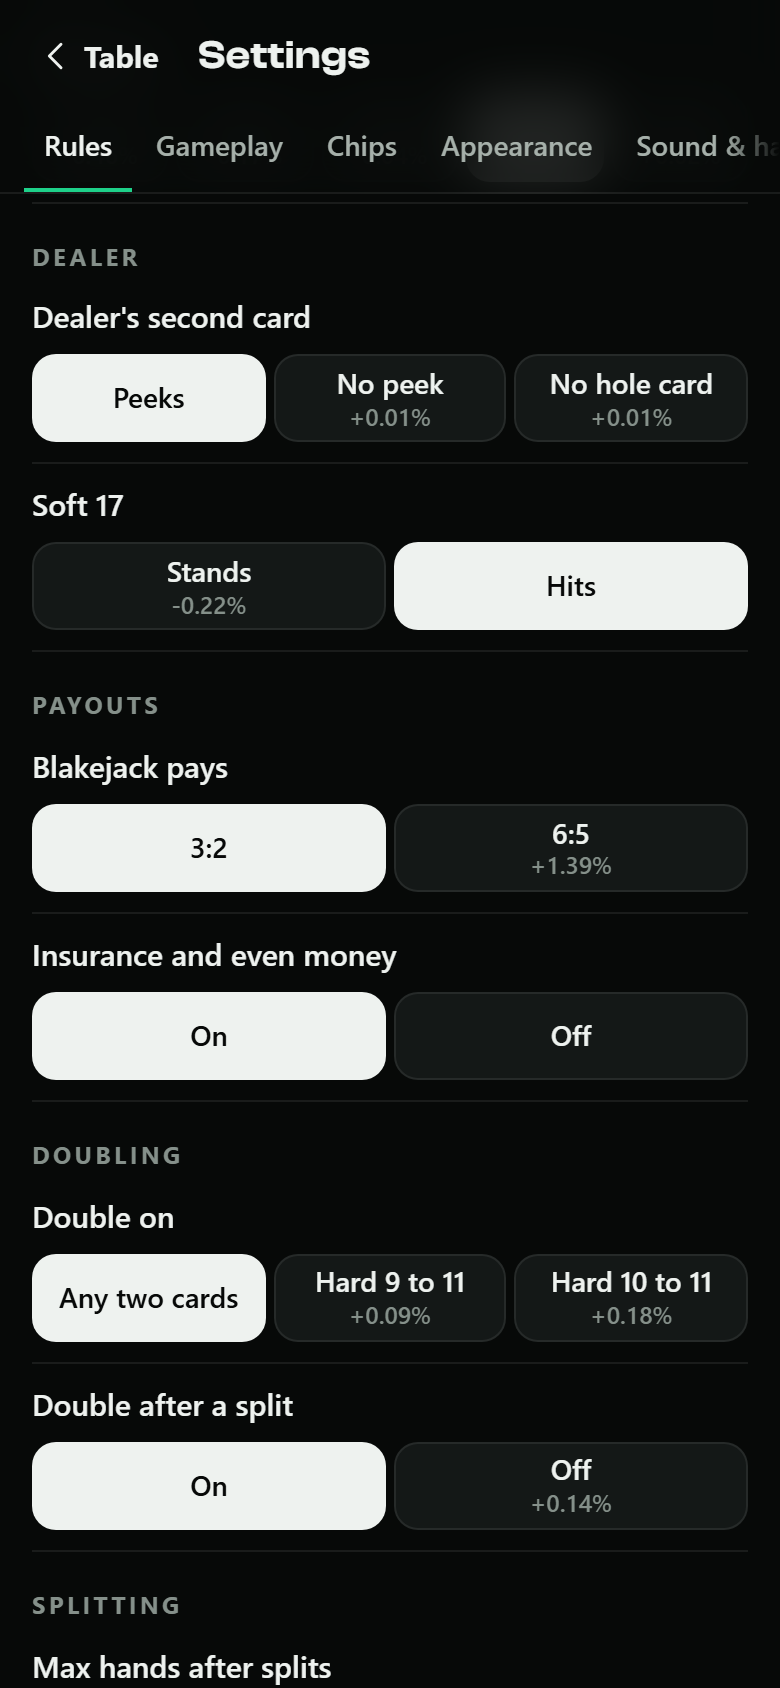 Table
Settings
Rules
Gameplay
Chips
Appearance
Sound & ha
DEALER
Dealer's second card
Peeks
No peek
+0.01%
No hole card
+0.01%
Soft 17
Stands
-0.22%
Hits
PAYOUTS
Blakejack pays
3:2
6:5
+1.39%
Insurance and even money
On
Off
DOUBLING
Double on
Any two cards
Hard 9 to 11
+0.09%
Hard 10 to 11
+0.18%
Double after a split
On
Off
+0.14%
SPLITTING
Max hands after splits